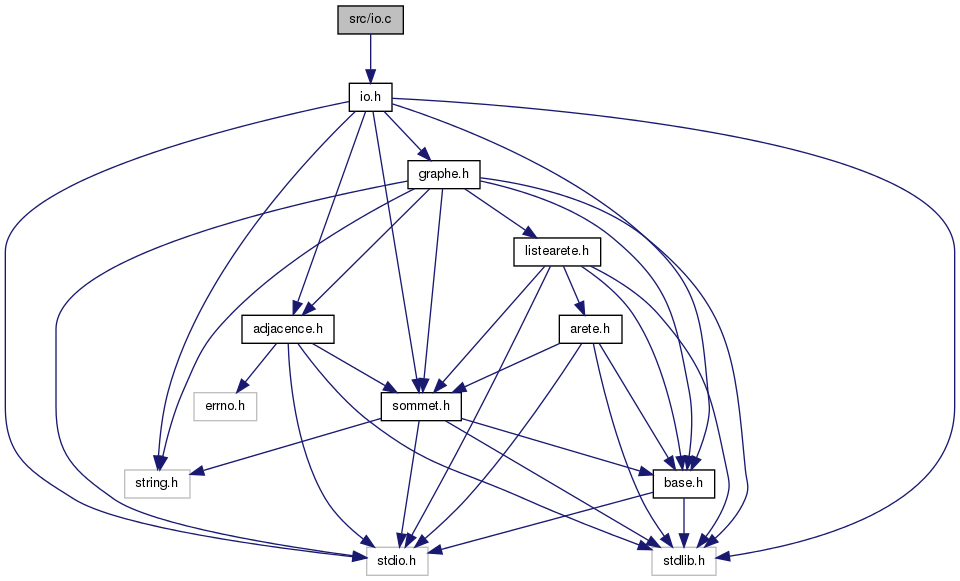 src/io.c
io.h
graphe.h
listearete.h
adjacence.h
arete.h
errno.h
sommet.h
string.h
base.h
stdio.h
stdlib.h